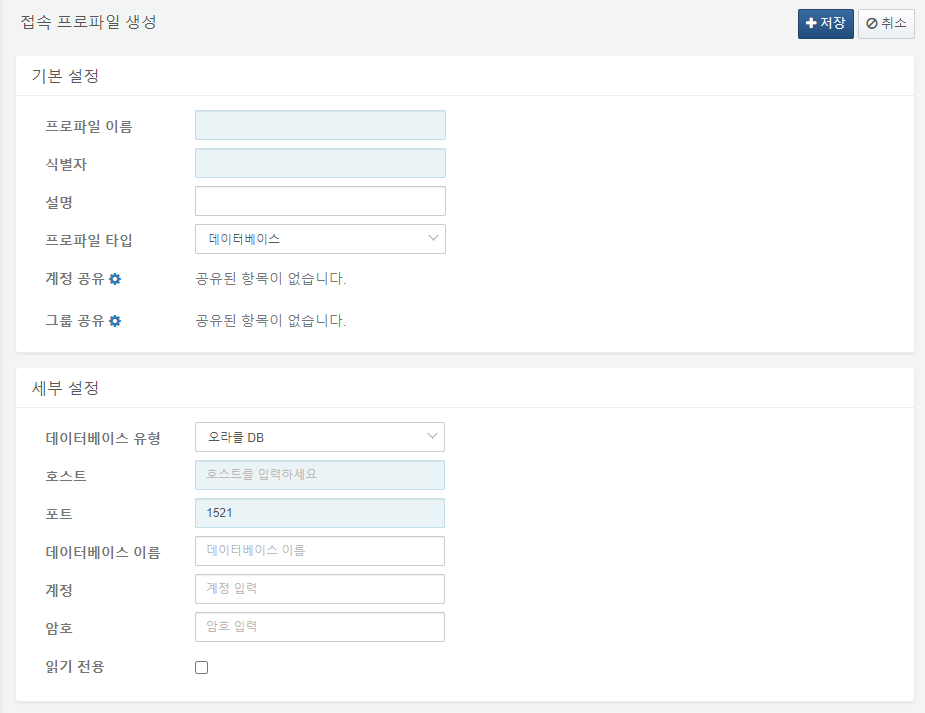 접속 프로파일 생성
저장 취소
기본 설정
프로파일 이름
식별자
설명
프로파일 타입 데이터베이스
계정 공유 공유된 항목이 없습니다.
그룹 공유 공유된 항목이 없습니다.
세부 설정
데이터베이스 유형 오라클 DB
호스트 호스트를 입력하세요
포트 1521
데이터베이스 이름 데이터베이스 이름
계정 계정 입력
암호 암호 입력
읽기 전용